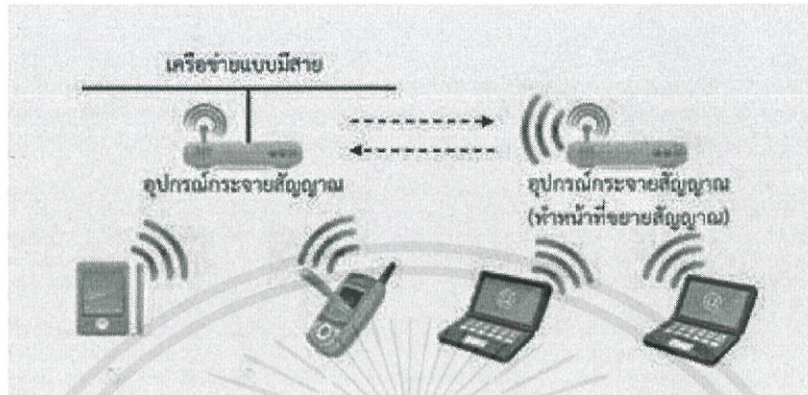 เครือข่ายแบบมีสาย
อุปกรณ์กระจายสัญญาณ
อุปกรณ์กระจายสัญญาณ
(ทำหน้าที่ขยายสัญญาณ)
@
@